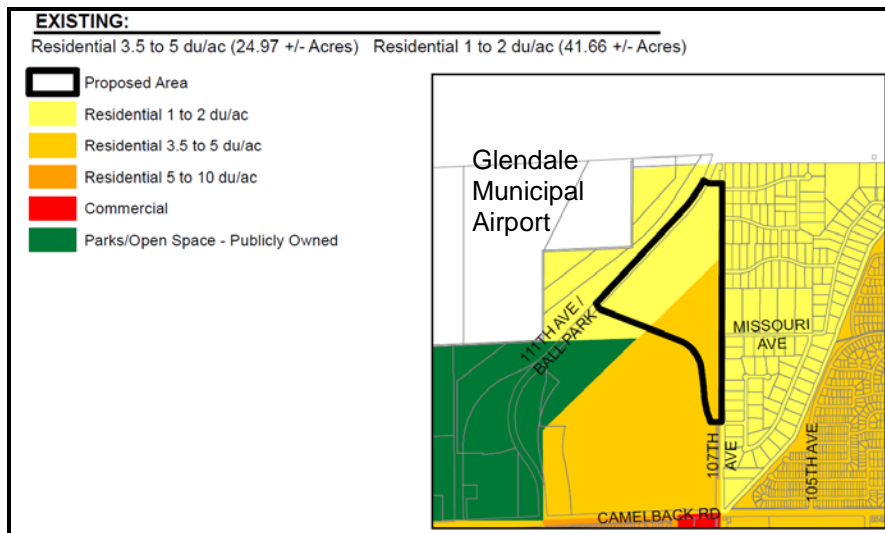 EXISTING:
Residential 3.5 to 5 du/ac (24.97 +/- Acres) Residential 1 to 2 du/ac (41.66 +/- Acres)
Proposed Area
Residential 1 to 2 du/ac
Residential 3.5 to 5 du/ac
Residential 5 to 10 du/ac
Commercial
Parks/Open Space - Publicly Owned
Glendale
Municipal
Airport
111TH AVE /
BALL PARK
MISSOURI
AVE
107TH
AVE
105TH AVE
CAMELBACK RD